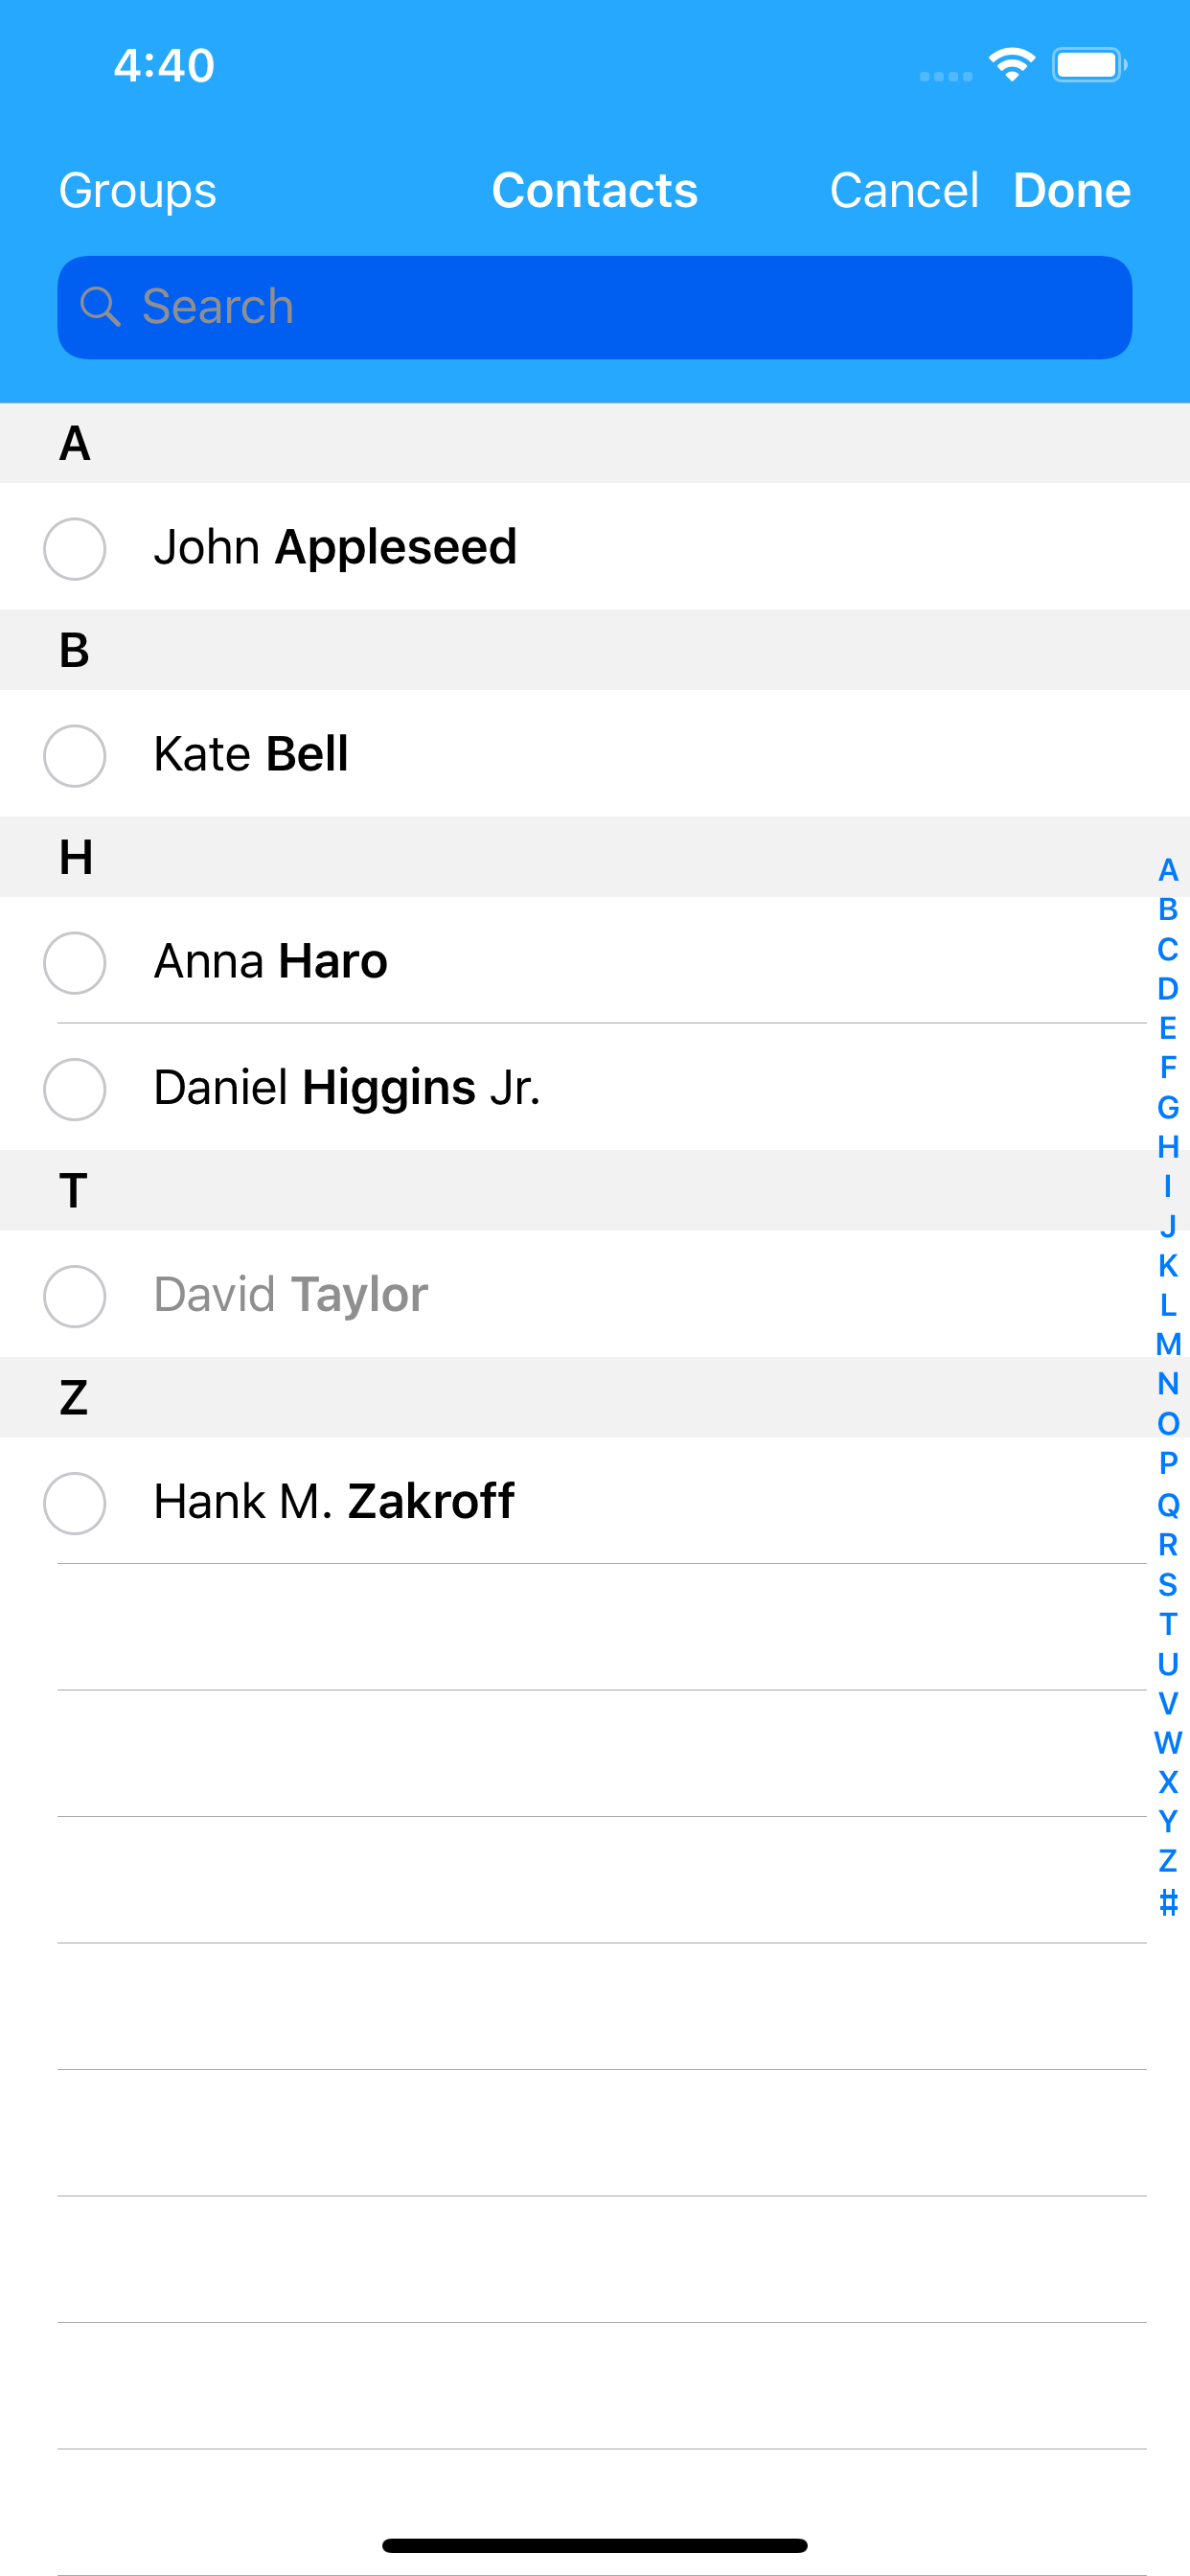 4:40
Groups Contacts Cancel Done
Search
A
John Appleseed
B
Kate Bell
H
Anna Haro
Daniel Higgins Jr.
T
David Taylor
Z
Hank M. Zakroff
A
B
C
D
E
F
G
H
I
J
K
L
M
N
O
P
Q
R
S
T
U
V
W
X
Y
Z
#